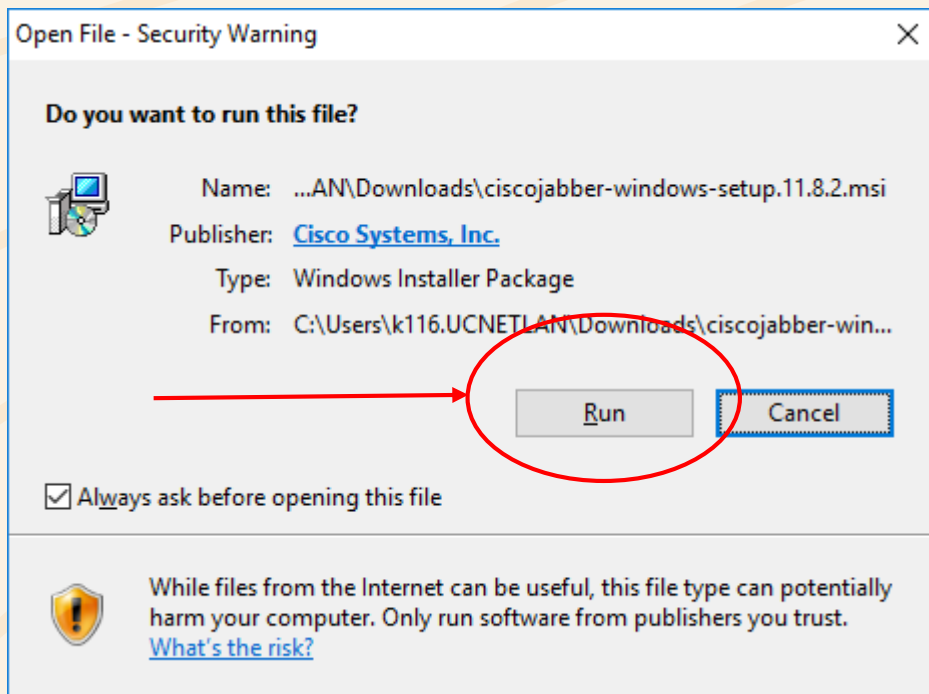 Open File - Security Warning
Do you want to run this file?
Name: ...AN\Downloads\ciscojabber-windows-setup.11.8.2.msi
Publisher: Cisco Systems, Inc.
Type: Windows Installer Package
From: C:\Users\k116.UCNETLAN\Downloads\ciscojabber-win...
Run Cancel
Always ask before opening this file
While files from the Internet can be useful, this file type can potentially
harm your computer. Only run software from publishers you trust.
What's the risk?